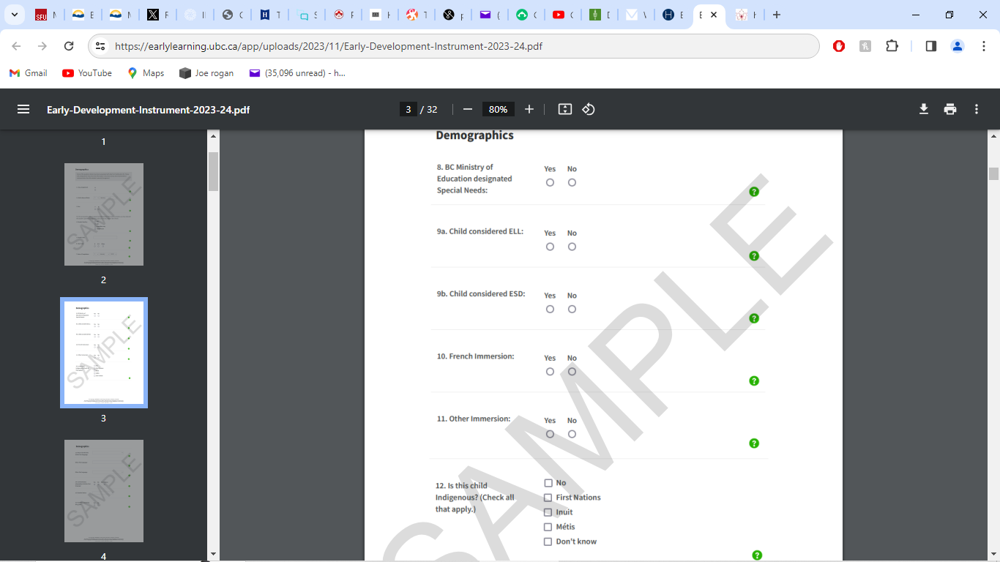 SFU
https://earlylearning.ubc.ca/app/uploads/2023/11/Early-Development-Instrument-2023-24.pdf
Gmail
YouTube
Maps
Joe rogan
(35,096 unread) - h...
Early-Development-Instrument-2023-24.pdf
3 / 32
80%
1
2
3
4
Demographics
8. BC Ministry of
Education designated
Special Needs:
Yes No
9a. Child considered ELL:
Yes No
9b. Child considered ESD:
Yes No
10. French Immersion:
Yes No
11. Other Immersion:
Yes No
12. Is this child
Indigenous? (Check all
that apply.)
No
First Nations
Inuit
Métis
Don't know
SAMPLE
SAMPLE
SAMPLE
SAMPLE